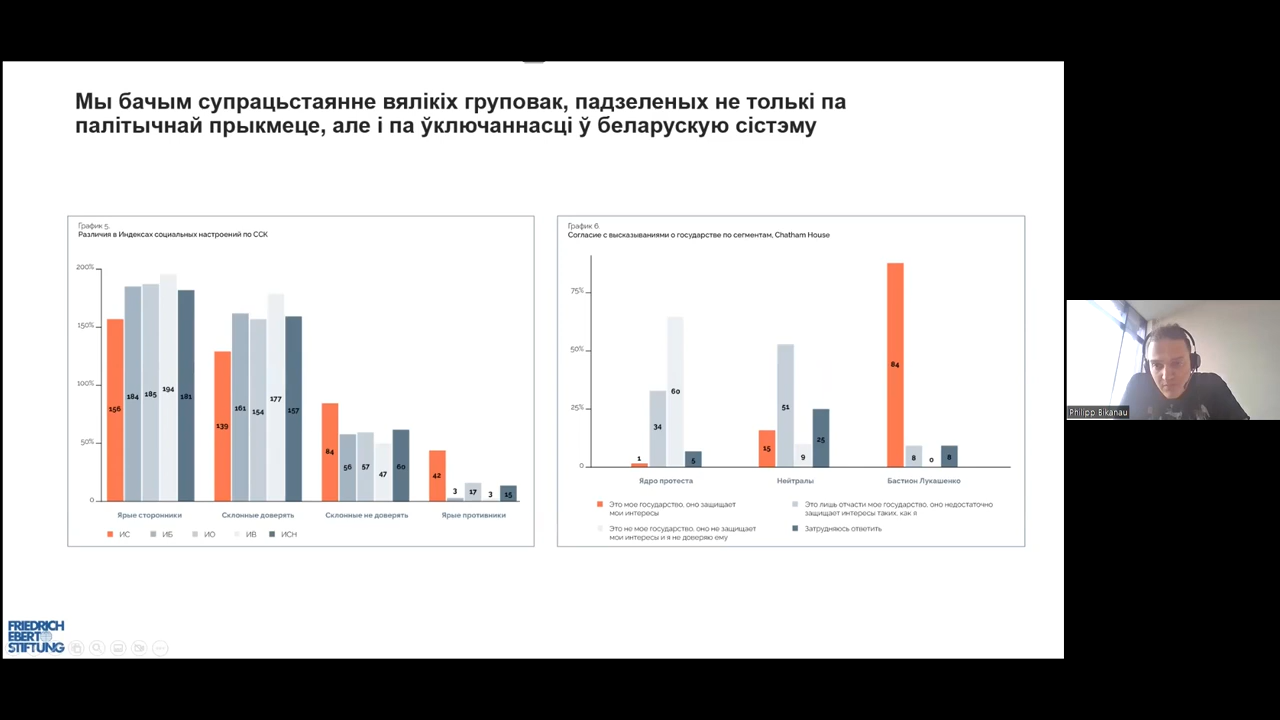 Мы бачым супрацьстаянне вялікіх груповак, падзеленых не толькі па
палітычнай прыкмеце, але і па ўключаннасці ў беларускую сістэму
График 5.
Различия в Индексах социальных настроений по ССК
200%
150%
100%
50%
0
156 184 185 194 181
139 161 154 177 157
84 56 57 47 60
42 3 17 3 15
Ярые сторонники Склонные доверять Склонные не доверять Ярые противники
ИС ИБ ИО ИВ ИСН
График 6.
Согласие с высказываниями о государстве по сегментам, Chatham House
75%
50%
25%
0
1 34 60 5
15 51 9 25
84 8 0 8
Ядро протеста Нейтралы Бастион Лукашенко
Это мое государство, оно защищает
мои интересы
Это лишь отчасти мое государство, оно недостаточно
защищает интересы таких, как я
Это не мое государство, оно не защищает
мои интересы и я не доверяю ему
Затрудняюсь ответить
FRIEDRICH
EBERT
STIFTUNG
Philipp Bikanau